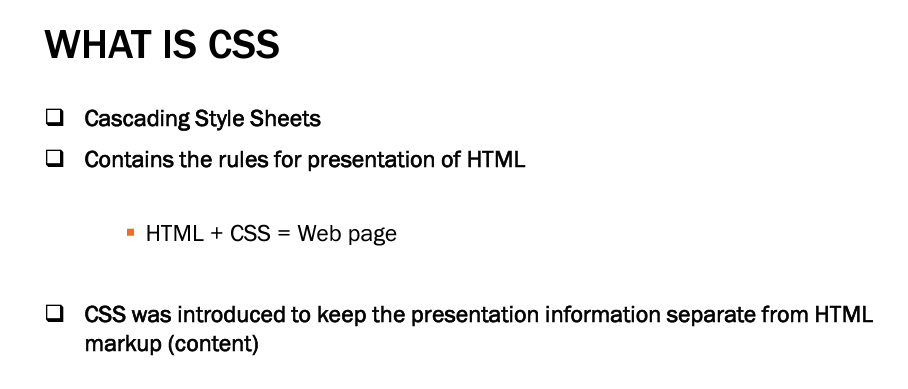 WHAT IS CSS
❑ Cascading Style Sheets
❑ Contains the rules for presentation of HTML
▪ HTML + CSS = Web page
❑ CSS was introduced to keep the presentation information separate from HTML
markup (content)